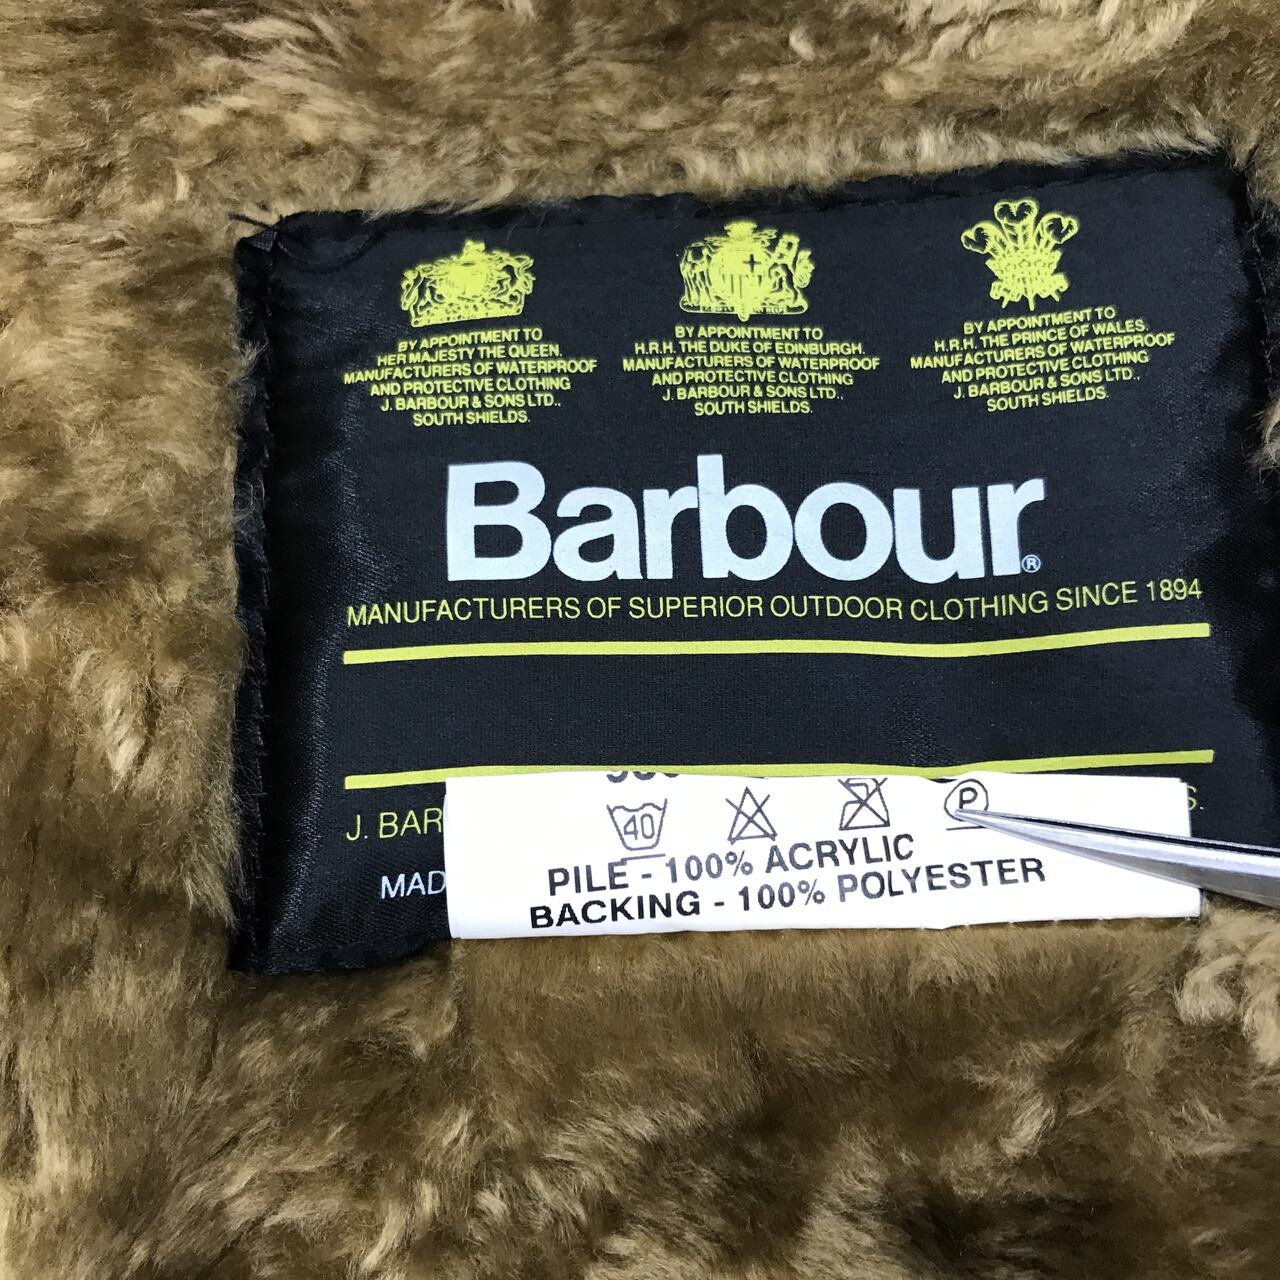 BY APPOINTMENT TO
HER MAJESTY THE QUEEN.
MANUFACTURERS OF WATERPROOF
AND PROTECTIVE CLOTHING
J. BARBOUR & SONS LTD.,
SOUTH SHIELDS.
BY APPOINTMENT TO
H.R.H. THE DUKE OF EDINBURGH,
MANUFACTURERS OF WATERPROOF
AND PROTECTIVE CLOTHING
J. BARBOUR & SONS LTD.,
SOUTH SHIELDS.
BY APPOINTMENT TO
H.R.H. THE PRINCE OF WALES,
MANUFACTURERS OF WATERPROOF
AND PROTECTIVE CLOTHING
J. BARBOUR & SONS LTD.,
SOUTH SHIELDS.
Barbour®
MANUFACTURERS OF SUPERIOR OUTDOOR CLOTHING SINCE 1894
J. BAR S.
MAD
40 P
PILE - 100% ACRYLIC
BACKING - 100% POLYESTER